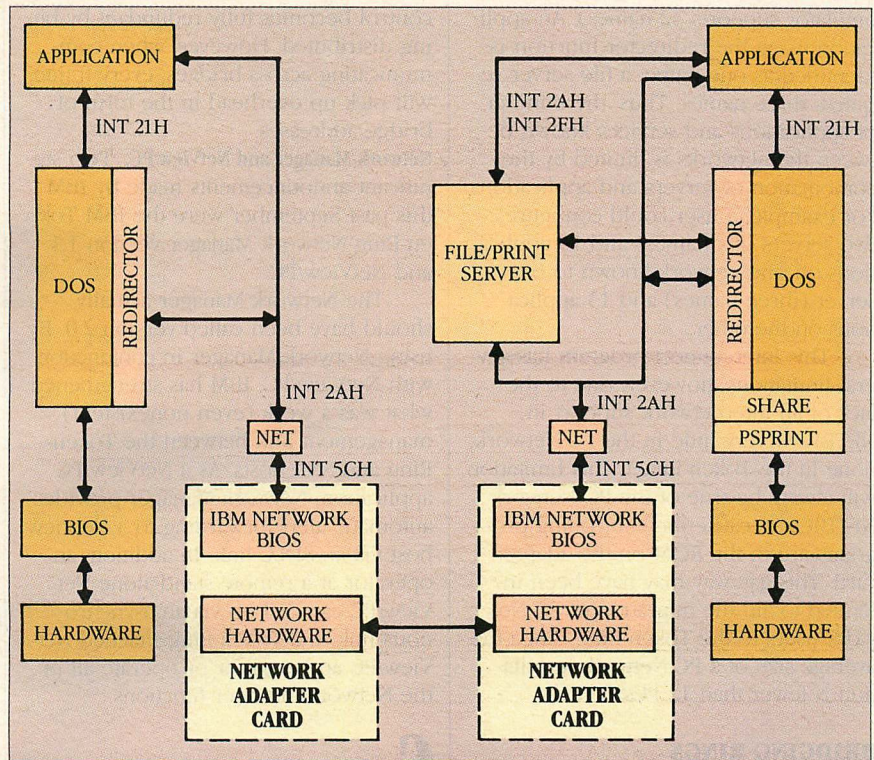 APPLICATION
INT 21H
DOS
REDIRECTOR
INT 2AH
NET
INT 5CH
BIOS
HARDWARE
IBM NETWORK
BIOS
NETWORK
HARDWARE
NETWORK
ADAPTER
CARD
APPLICATION
INT 2AH
INT 2FH
INT 21H
FILE/PRINT
SERVER
REDIRECTOR
DOS
SHARE
PSPRINT
INT 2AH
NET
INT 5CH
IBM NETWORK
BIOS
NETWORK
HARDWARE
NETWORK
ADAPTER
CARD
BIOS
HARDWARE